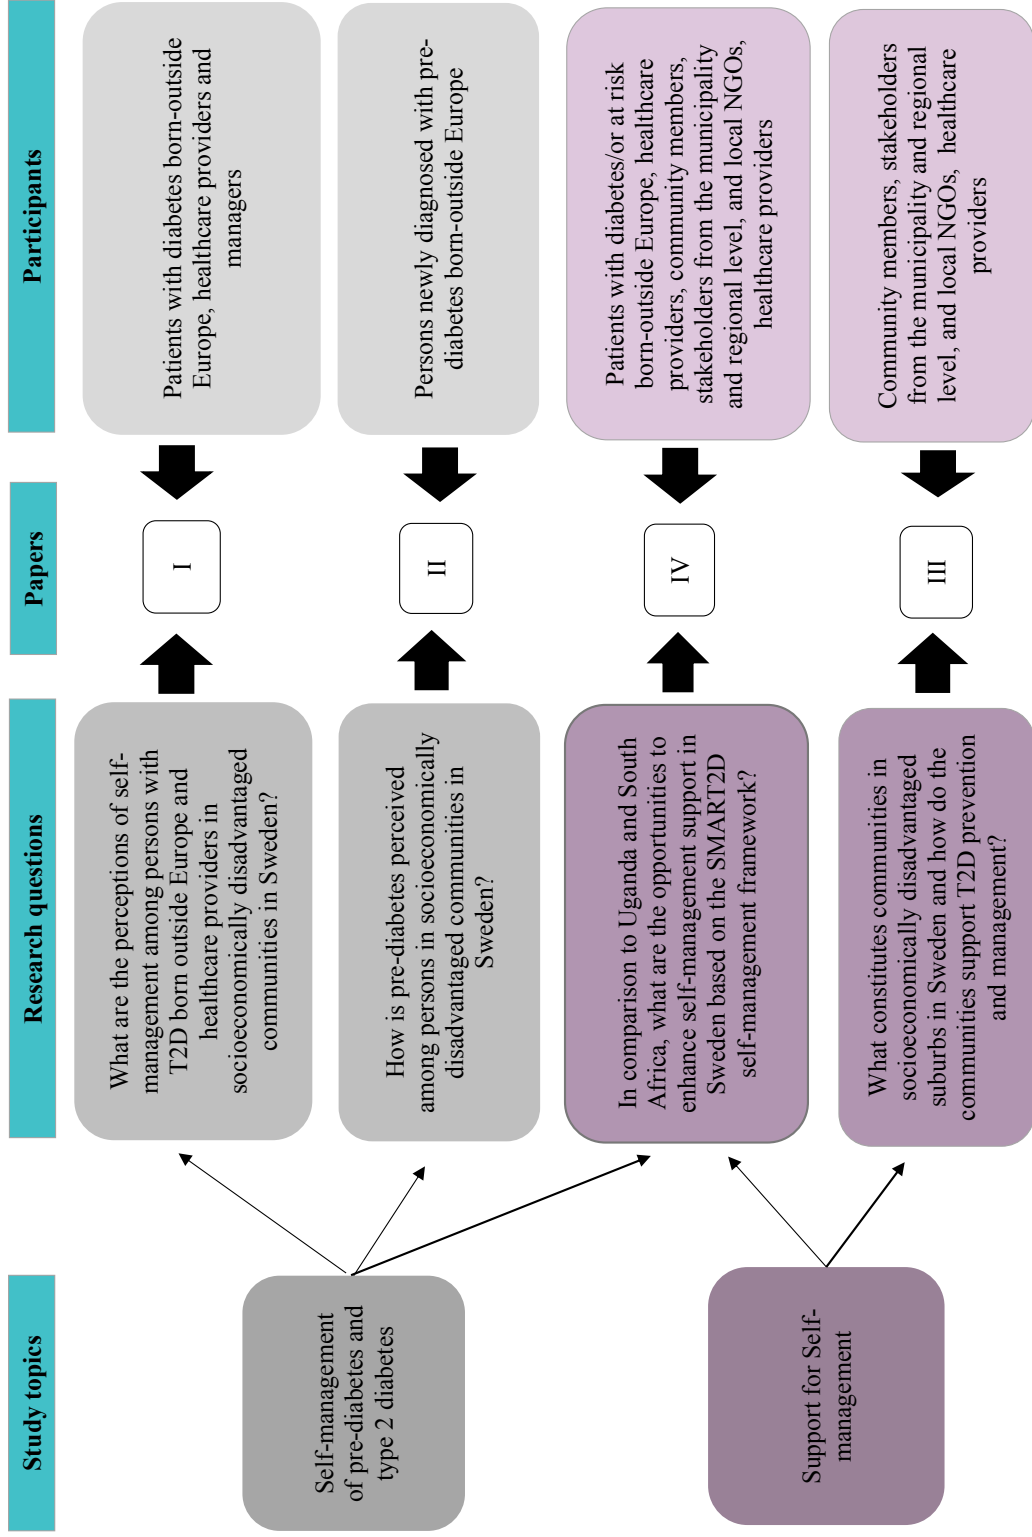 Study topics
Research questions
Papers
Participants
Self-management
of pre-diabetes and
type 2 diabetes
What are the perceptions of self-
management among persons with
T2D born outside Europe and
healthcare providers in
socioeconomically disadvantaged
communities in Sweden?
I
Patients with diabetes born-outside
Europe, healthcare providers and
managers
How is pre-diabetes perceived
among persons in socioeconomically
disadvantaged communities in
Sweden?
II
Persons newly diagnosed with pre-
diabetes born-outside Europe
In comparison to Uganda and South
Africa, what are the opportunities to
enhance self-management support in
Sweden based on the SMART2D
self-management framework?
IV
Patients with diabetes/or at risk
born-outside Europe, healthcare
providers, community members,
stakeholders from the municipality
and regional level, and local NGOs,
healthcare providers
Support for Self-
management
What constitutes communities in
socioeconomically disadvantaged
suburbs in Sweden and how do the
communities support T2D prevention
and management?
III
Community members, stakeholders
from the municipality and regional
level, and local NGOs,  healthcare
providers